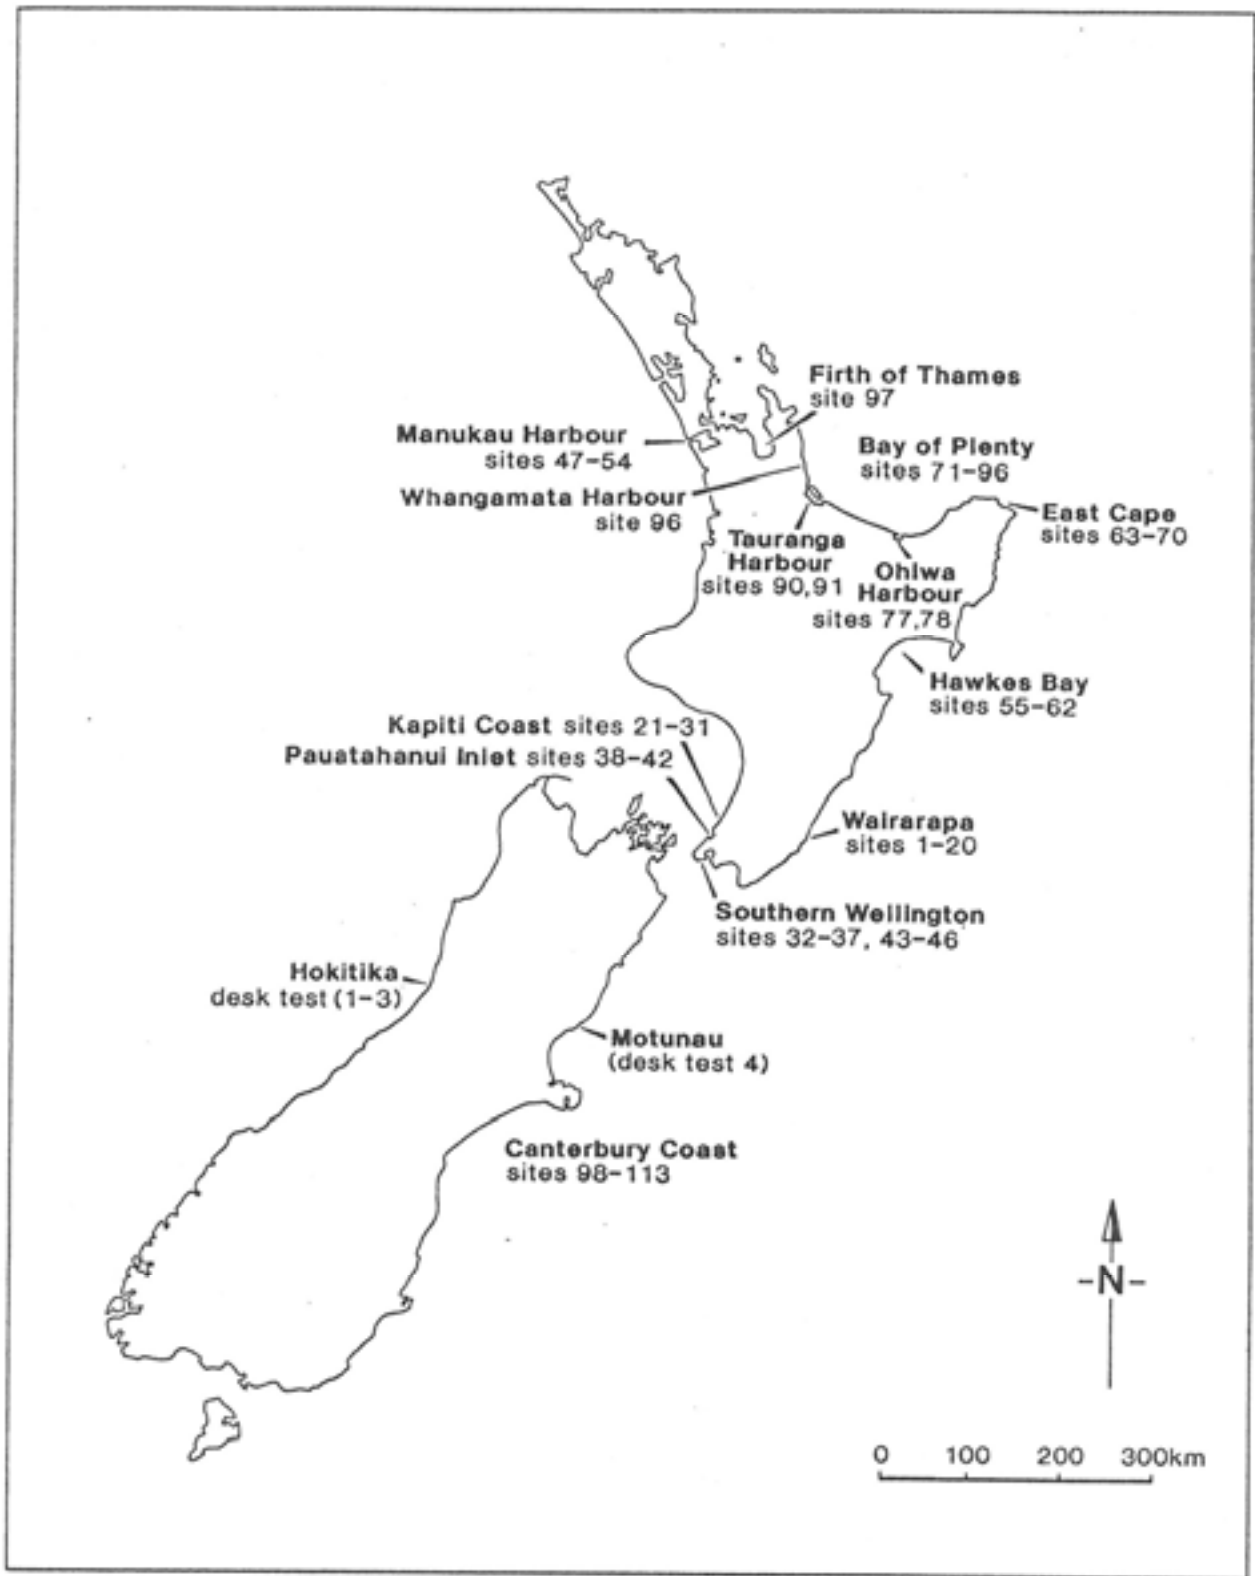 Firth of Thames
site 97
Manukau Harbour
sites 47-54
Bay of Plenty
sites 71-96
Whangamata Harbour
site 96
East Cape
sites 63-70
Tauranga
Harbour
sites 90,91
Ohiwa
Harbour
sites 77,78
Hawkes Bay
sites 55-62
Kapiti Coast sites 21-31
Pauatahanui Inlet sites 38-42
Wairarapa
sites 1-20
Southern Wellington
sites 32-37, 43-46
Hokitika
desk test (1-3)
Motunau
(desk test 4)
Canterbury Coast
sites 98-113
-N-
0 100 200 300km